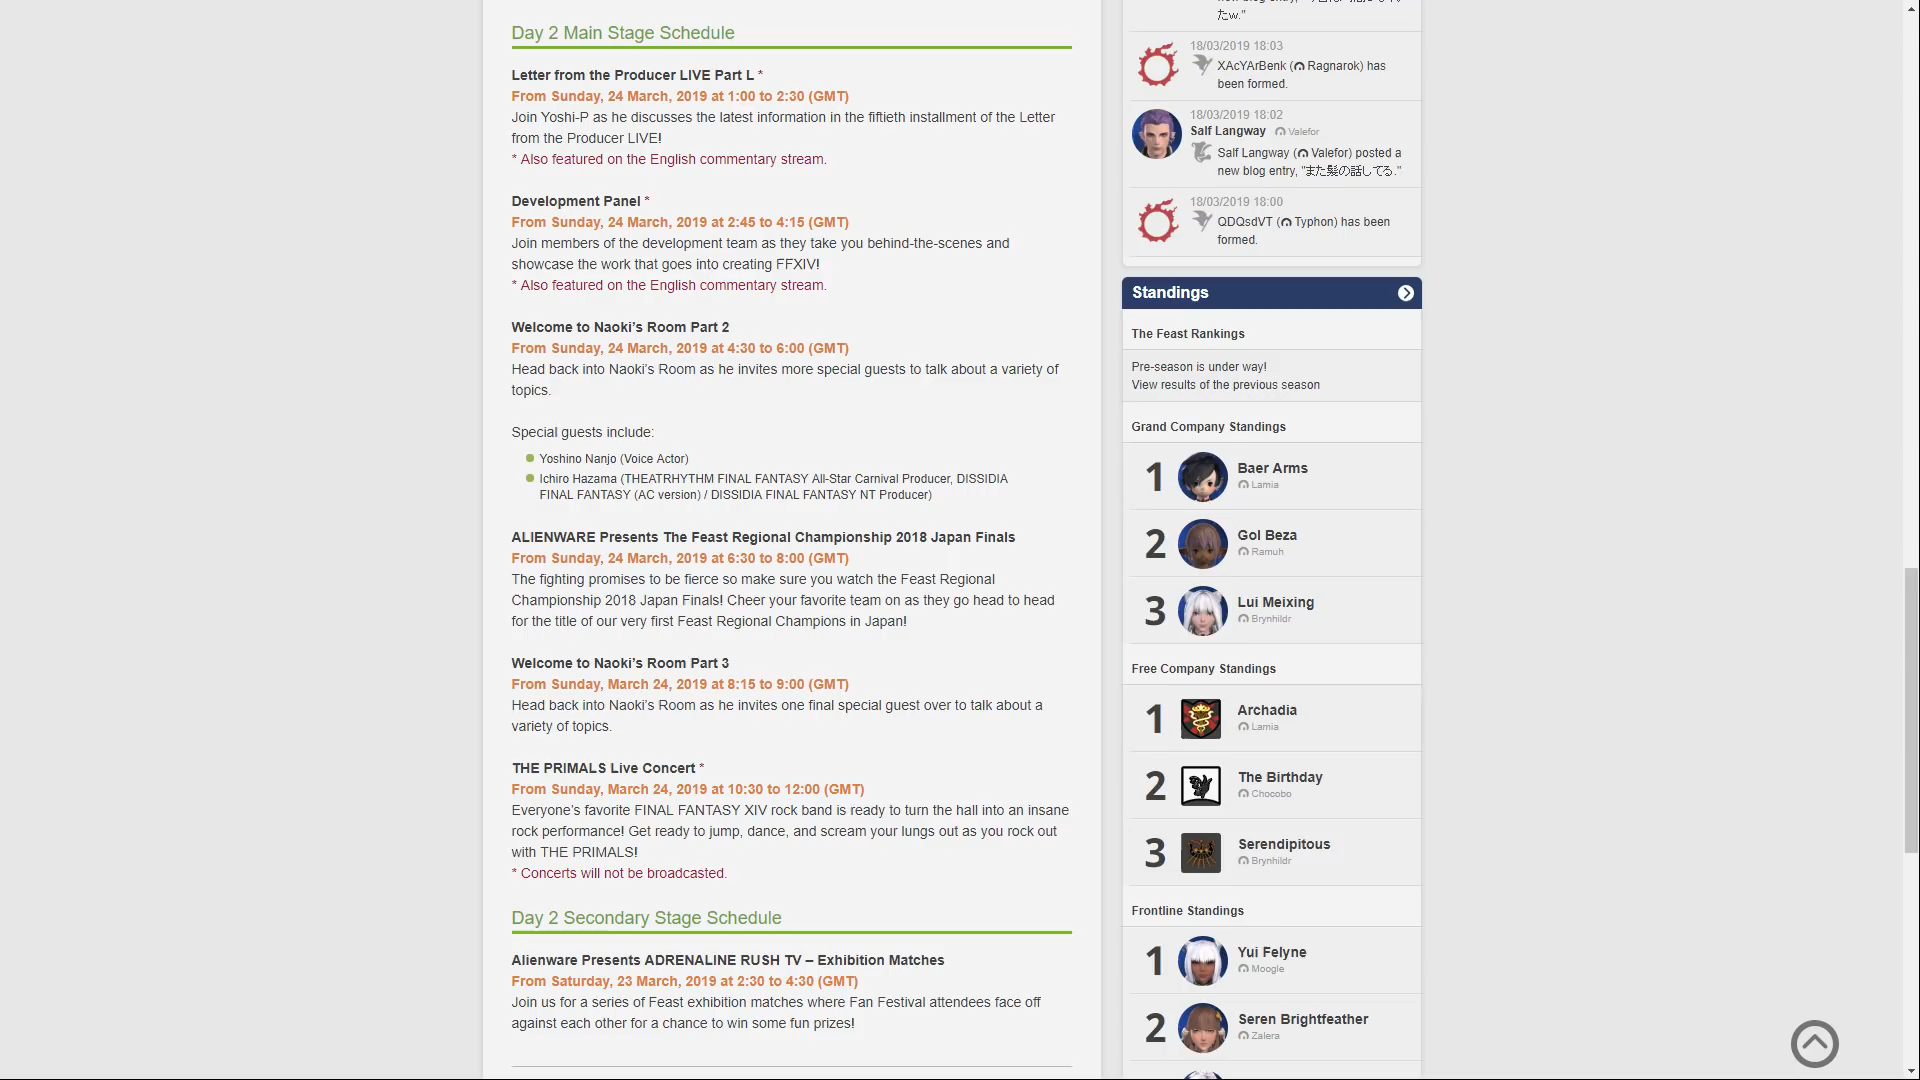 Day 2 Main Stage Schedule
Letter from the Producer LIVE Part L *
From Sunday, 24 March, 2019 at 1:00 to 2:30 (GMT)
Join Yoshi-P as he discusses the latest information in the fiftieth installment of the Letter
from the Producer LIVE!
* Also featured on the English commentary stream.
Development Panel *
From Sunday, 24 March, 2019 at 2:45 to 4:15 (GMT)
Join members of the development team as they take you behind-the-scenes and
showcase the work that goes into creating FFXIV!
* Also featured on the English commentary stream.
Welcome to Naoki’s Room Part 2
From Sunday, 24 March, 2019 at 4:30 to 6:00 (GMT)
Head back into Naoki’s Room as he invites more special guests to talk about a variety of
topics.
Special guests include:
Yoshino Nanjo (Voice Actor)
Ichiro Hazama (THEATRHYTHM FINAL FANTASY All-Star Carnival Producer, DISSIDIA
FINAL FANTASY (AC version) / DISSIDIA FINAL FANTASY NT Producer)
ALIENWARE Presents The Feast Regional Championship 2018 Japan Finals
From Sunday, 24 March, 2019 at 6:30 to 8:00 (GMT)
The fighting promises to be fierce so make sure you watch the Feast Regional
Championship 2018 Japan Finals! Cheer your favorite team on as they go head to head
for the title of our very first Feast Regional Champions in Japan!
Welcome to Naoki’s Room Part 3
From Sunday, March 24, 2019 at 8:15 to 9:00 (GMT)
Head back into Naoki’s Room as he invites one final special guest over to talk about a
variety of topics.
THE PRIMALS Live Concert *
From Sunday, March 24, 2019 at 10:30 to 12:00 (GMT)
Everyone’s favorite FINAL FANTASY XIV rock band is ready to turn the hall into an insane
rock performance! Get ready to jump, dance, and scream your lungs out as you rock out
with THE PRIMALS!
* Concerts will not be broadcasted.
Day 2 Secondary Stage Schedule
Alienware Presents ADRENALINE RUSH TV – Exhibition Matches
From Saturday, 23 March, 2019 at 2:30 to 4:30 (GMT)
Join us for a series of Feast exhibition matches where Fan Festival attendees face off
against each other for a chance to win some fun prizes!
たw."
18/03/2019 18:03
XAcYArBenk (Ragnarok) has
been formed.
18/03/2019 18:02
Salf Langway Valefor
Salf Langway (Valefor) posted a
new blog entry, "また髪の話してる."
18/03/2019 18:00
QDQsdVT (Typhon) has been
formed.
Standings
The Feast Rankings
Pre-season is under way!
View results of the previous season
Grand Company Standings
1 Baer Arms
Lamia
2 Gol Beza
Ramuh
3 Lui Meixing
Brynhildr
Free Company Standings
1 Archadia
Lamia
2 The Birthday
Chocobo
3 Serendipitous
Brynhildr
Frontline Standings
1 Yui Felyne
Moogle
2 Seren Brightfeather
Zalera